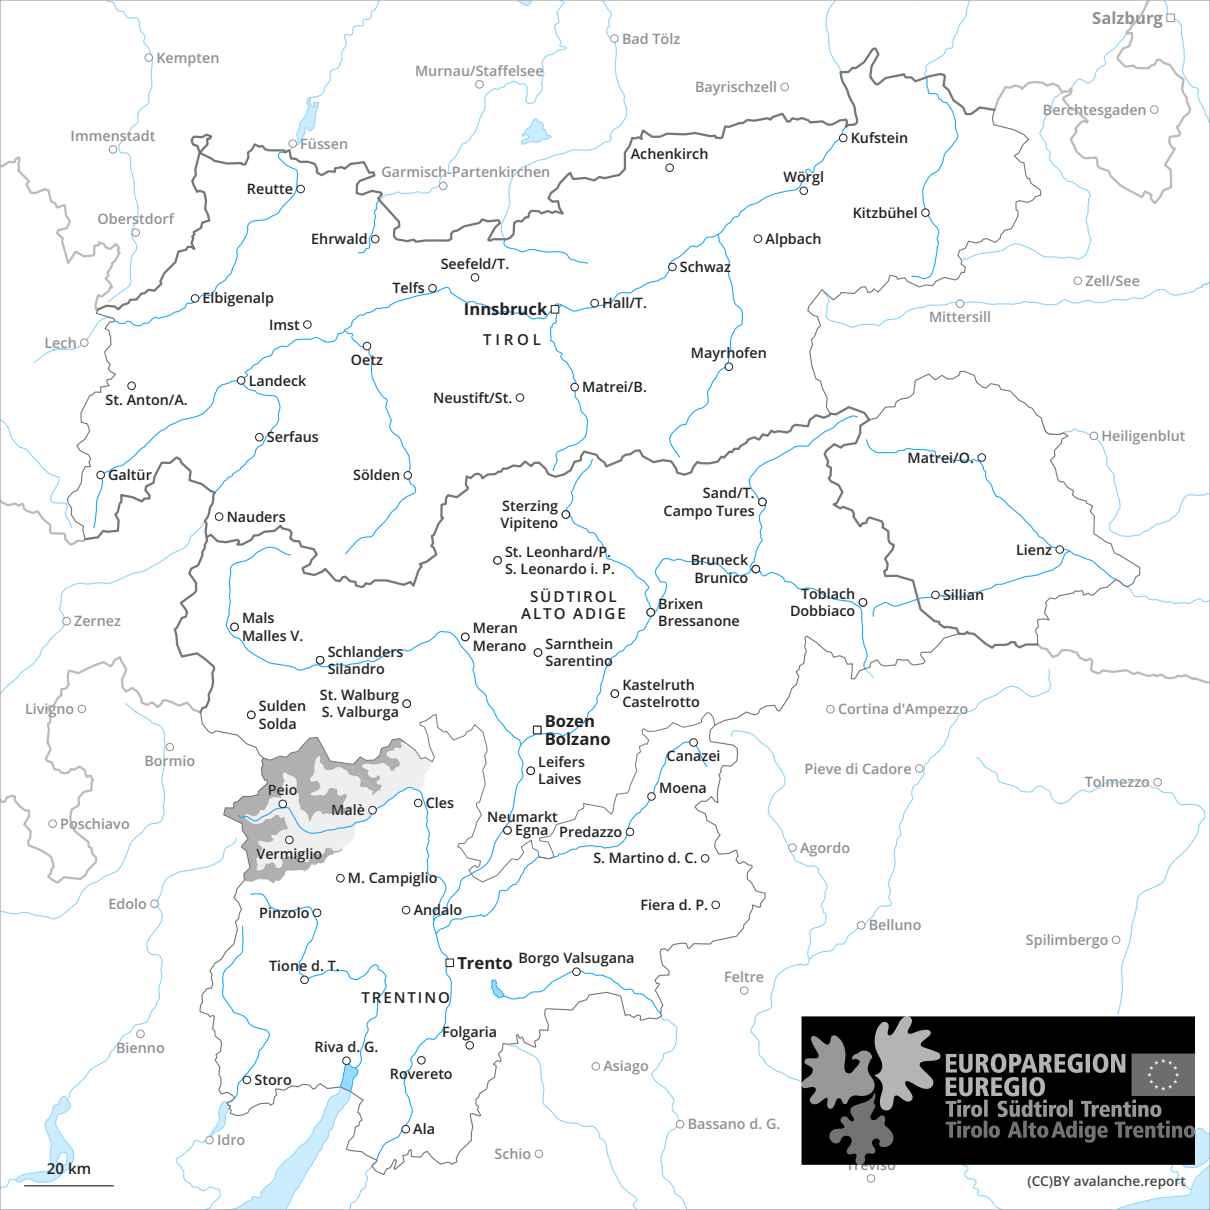 Salzburg
Bad Tölz
Kempten
Murnau/Staffelsee
Bayrischzell
Berchtesgaden
Immenstadt
Füssen
Kufstein
Achenkirch
Garmisch-Partenkirchen
Wörgl
Reutte
Kitzbühel
Oberstdorf
Ehrwald
Alpbach
Seefeld/T.
Schwaz
Zell/See
Telfs
Elbigenalp
Hall/T.
Innsbruck
Mittersill
Imst
TIROL
Lech
Oetz
Mayrhofen
Landeck
Matrei/B.
St. Anton/A.
Neustift/St.
Serfaus
Heiligenblut
Matrei/O.
Galtür
Sölden
Sand/T.
Campo Tures
Sterzing
Vipiteno
Nauders
St. Leonhard/P.
S. Leonardo i. P.
Lienz
Bruneck
Brunico
SÜDTIROL
ALTO ADIGE
Toblach
Dobbiaco
Sillian
Brixen
Bressanone
Zernez
Mals
Malles V.
Meran
Merano
Sarnthein
Sarentino
Schlanders
Silandro
Kastelruth
Castelrotto
St. Walburg
S. Valburga
Livigno
Sulden
Solda
Cortina d'Ampezzo
Bozen
Bolzano
Bormio
Canazei
Leifers
Laives
Pieve di Cadore
Tolmezzo
Peio
Moena
Malè
Cles
Neumarkt
Egna
Poschiavo
Predazzo
Agordo
Vermiglio
S. Martino d. C.
M. Campiglio
Edolo
Pinzolo
Andalo
Fiera d. P.
Belluno
Spilimbergo
Trento
Borgo Valsugana
Tione d. T.
Feltre
TRENTINO
Bienno
Folgaria
Riva d. G.
Asiago
Rovereto
Storo
EUROPAREGION
EUREGIO
Tirol Südtirol Trentino
Tirolo Alto Adige Trentino
Idro
Ala
Bassano d. G.
Schio
Treviso
20 km
(CC)BY avalanche.report